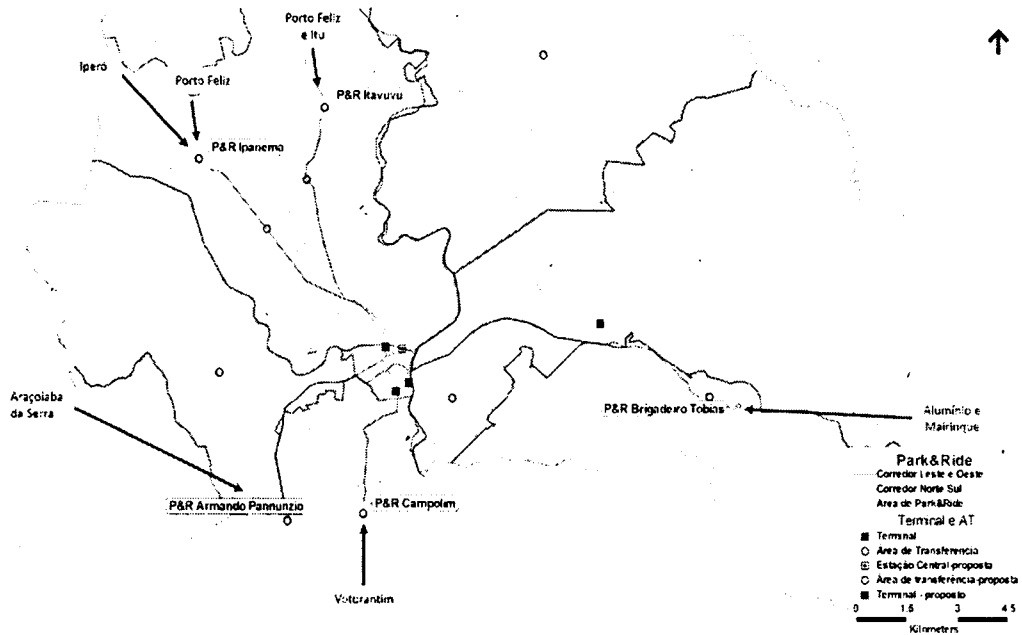 Porto Feliz
e Itu
Iperó
Porto Feliz
P&R Itavuvu
P&R Ipanema
Araçoiaba
da Serra
P&R Brigadeiro Tobias
Alumínio e
Mairinque
P&R Armando Pannunzio
P&R Campolim
Votorantim
Park&Ride
Corredor Leste e Oeste
Corredor Norte Sul
Area de Park&Ride
Terminal e AT
Terminal
Area de Transferencia
Estação Central-proposta
Area de transferência-proposta
Terminal - proposto
0 1.5 3 4.5
Kilometers